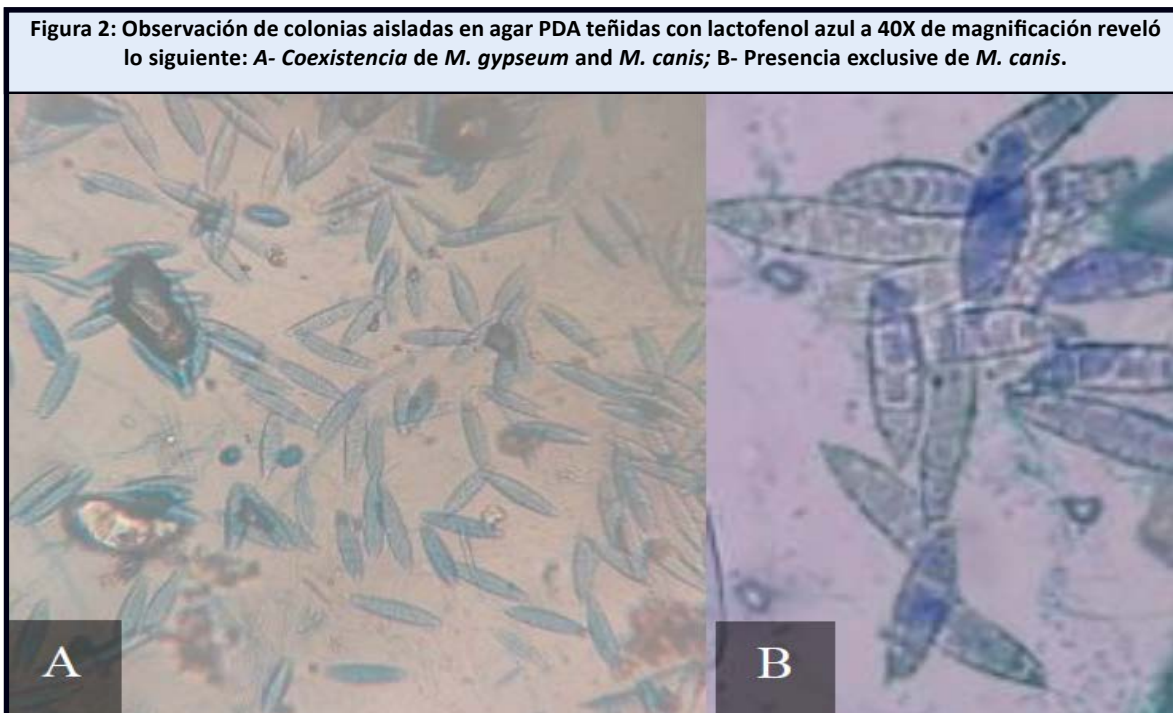 Figura 2: Observación de colonias aisladas en agar PDA teñidas con lactofenol azul a 40X de magnificación reveló
lo siguiente: A- Coexistencia de M. gypseum and M. canis; B- Presencia exclusive de M. canis.
A
B